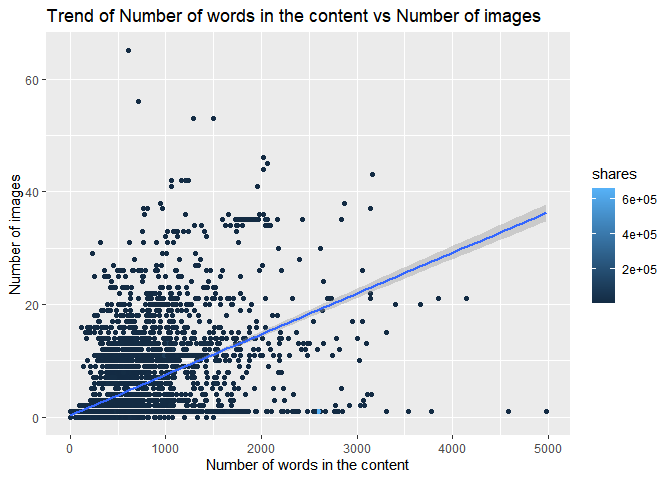 Trend of Number of words in the content vs Number of images
Number of images
60
40
20
0
0 1000 2000 3000 4000 5000
Number of words in the content
shares
6e+05
4e+05
2e+05